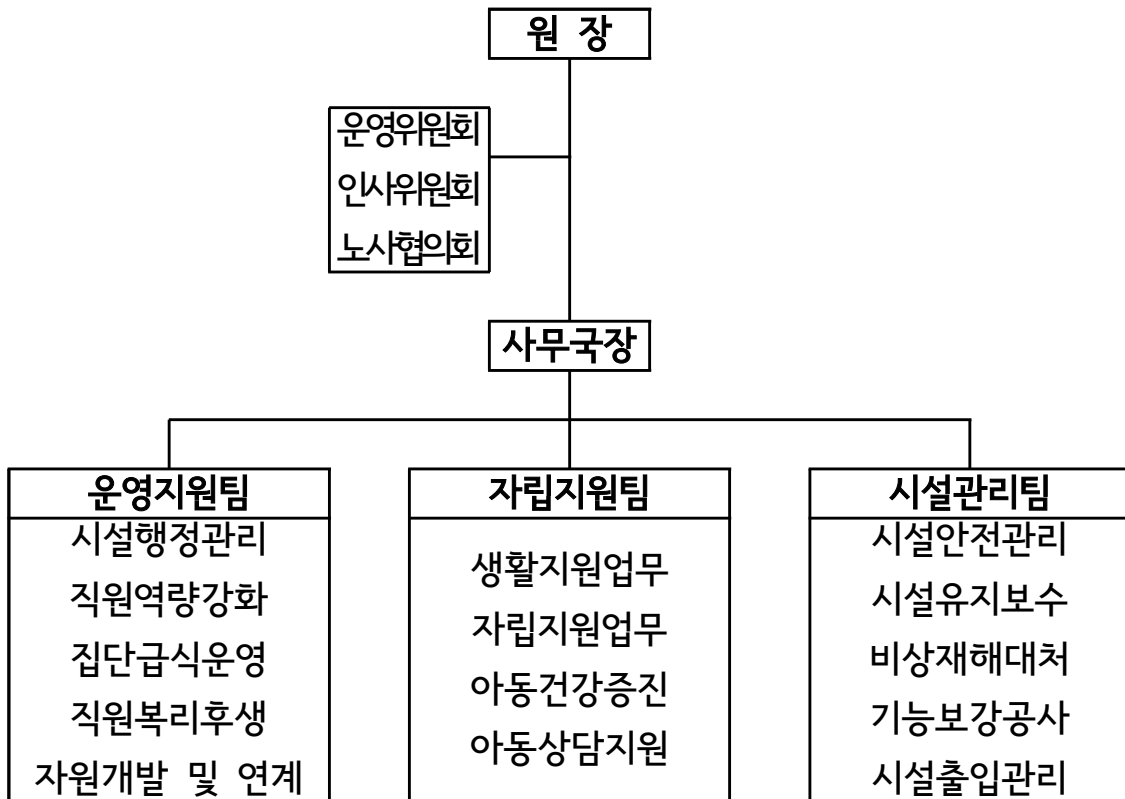 원 장
운영위원회
인사위원회
노사협의회
사무국장
운영지원팀
시설행정관리
직원역량강화
집단급식운영
직원복리후생
자원개발 및 연계
자립지원팀
생활지원업무
자립지원업무
아동건강증진
아동상담지원
시설관리팀
시설안전관리
시설유지보수
비상재해대처
기능보강공사
시설출입관리